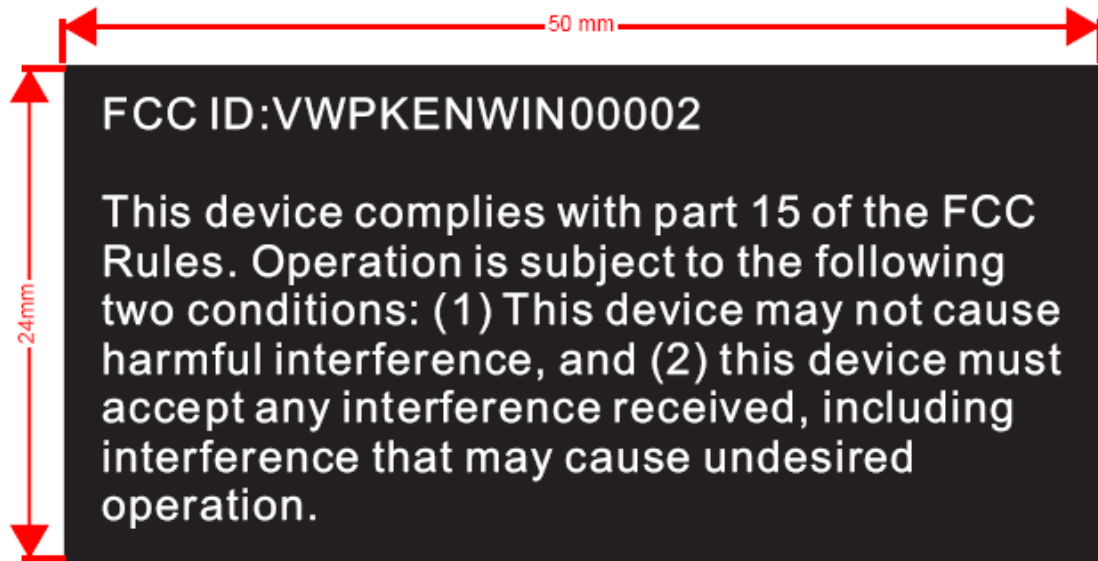 50 mm
24mm
FCC ID:VWPKENWIN00002
This device complies with part 15 of the FCC
Rules. Operation is subject to the following
two conditions: (1) This device may not cause
harmful interference, and (2) this device must
accept any interference received, including
interference that may cause undesired
operation.